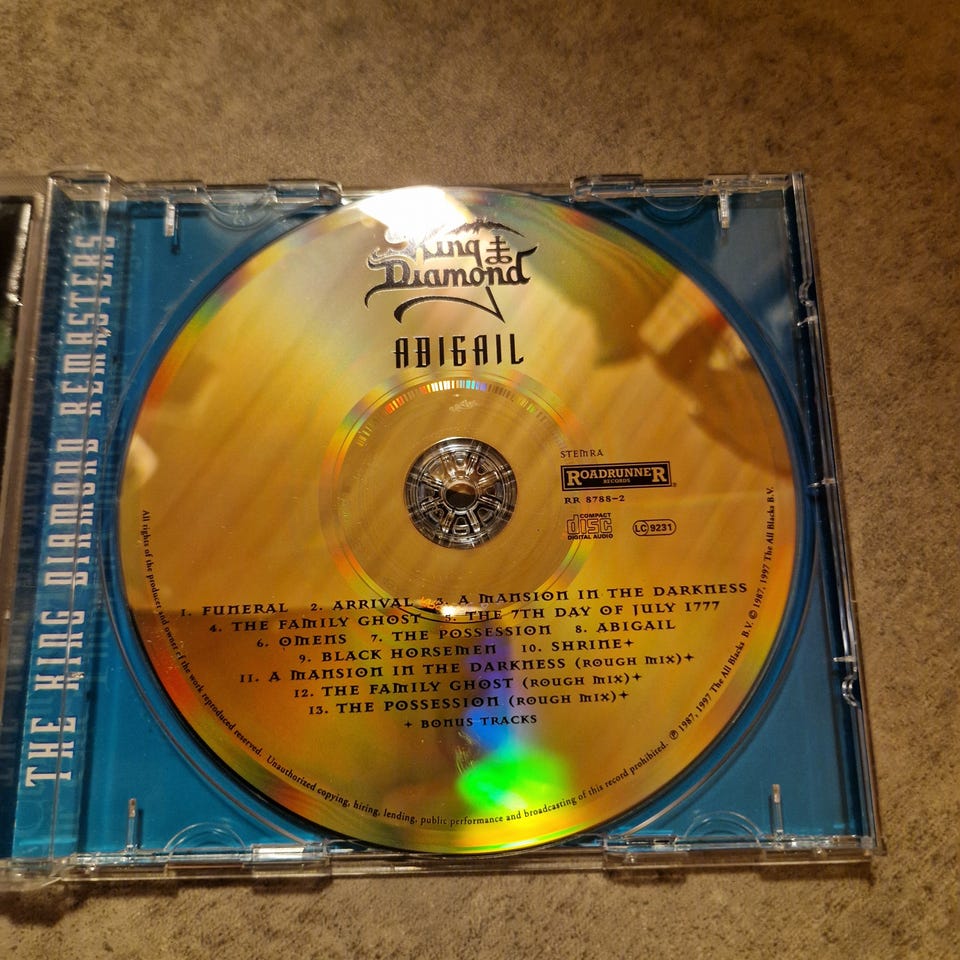 THE KING DIAMOND REMASTERS
King
Diamond
ABIGAIL
STEMRA
ROADRUNNER
RECORDS
®
RR 8788-2
COMPACT
disc
DIGITAL AUDIO
LC 9231
1. FUNERAL 2. ARRIVAL 3. A MANSION IN THE DARKNESS
4. THE FAMILY GHOST 5. THE 7TH DAY OF JULY 1777
6. OMENS 7. THE POSSESSION 8. ABIGAIL
9. BLACK HORSEMEN 10. SHRINE+
11. A MANSION IN THE DARKNESS (ROUGH MIX)+
12. THE FAMILY GHOST (ROUGH MIX)+
13. THE POSSESSION (ROUGH MIX)+
+ BONUS TRACKS
All rights of the producer and owner of the work reproduced reserved. Unauthorized copying, hiring, lending, public performance and broadcasting of this record prohibited. ℗ 1987, 1997 The All Blacks B.V. © 1987, 1997 The All Blacks B.V.